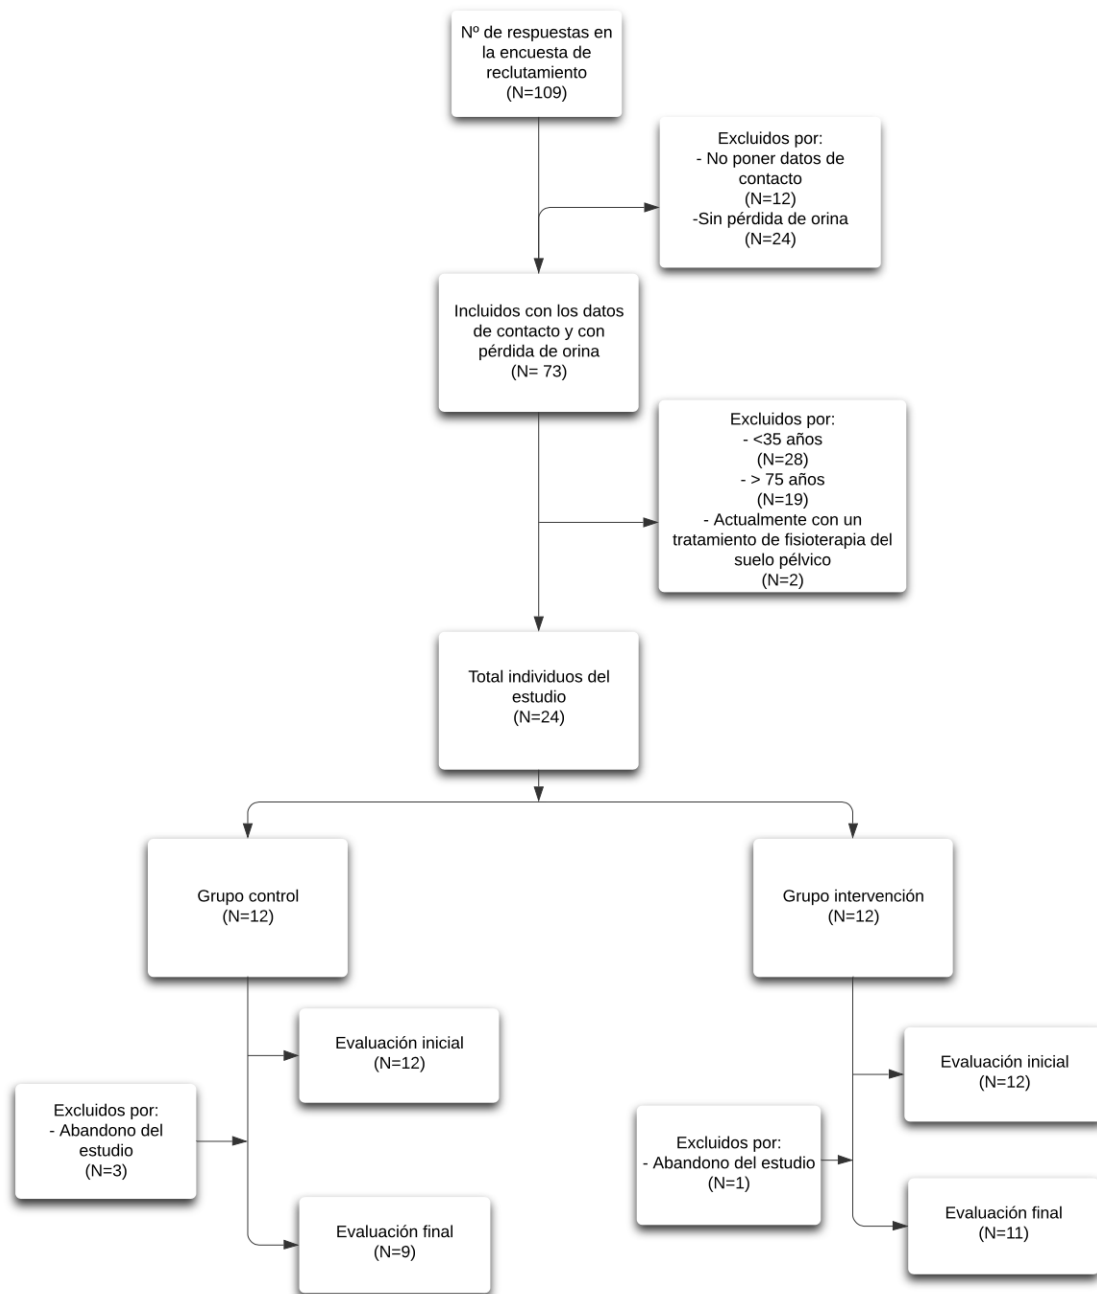 Nº de respuestas en
la encuesta de
reclutamiento
(N=109)
Excluidos por:
- No poner datos de
contacto
(N=12)
-Sin pérdida de orina
(N=24)
Incluidos con los datos
de contacto y con
pérdida de orina
(N= 73)
Excluidos por:
- <35 años
(N=28)
- > 75 años
(N=19)
- Actualmente con un
tratamiento de fisioterapia del
suelo pélvico
(N=2)
Total individuos del
estudio
(N=24)
Grupo control
(N=12)
Grupo intervención
(N=12)
Evaluación inicial
(N=12)
Evaluación inicial
(N=12)
Excluidos por:
- Abandono del
estudio
(N=3)
Excluidos por:
- Abandono del estudio
(N=1)
Evaluación final
(N=9)
Evaluación final
(N=11)